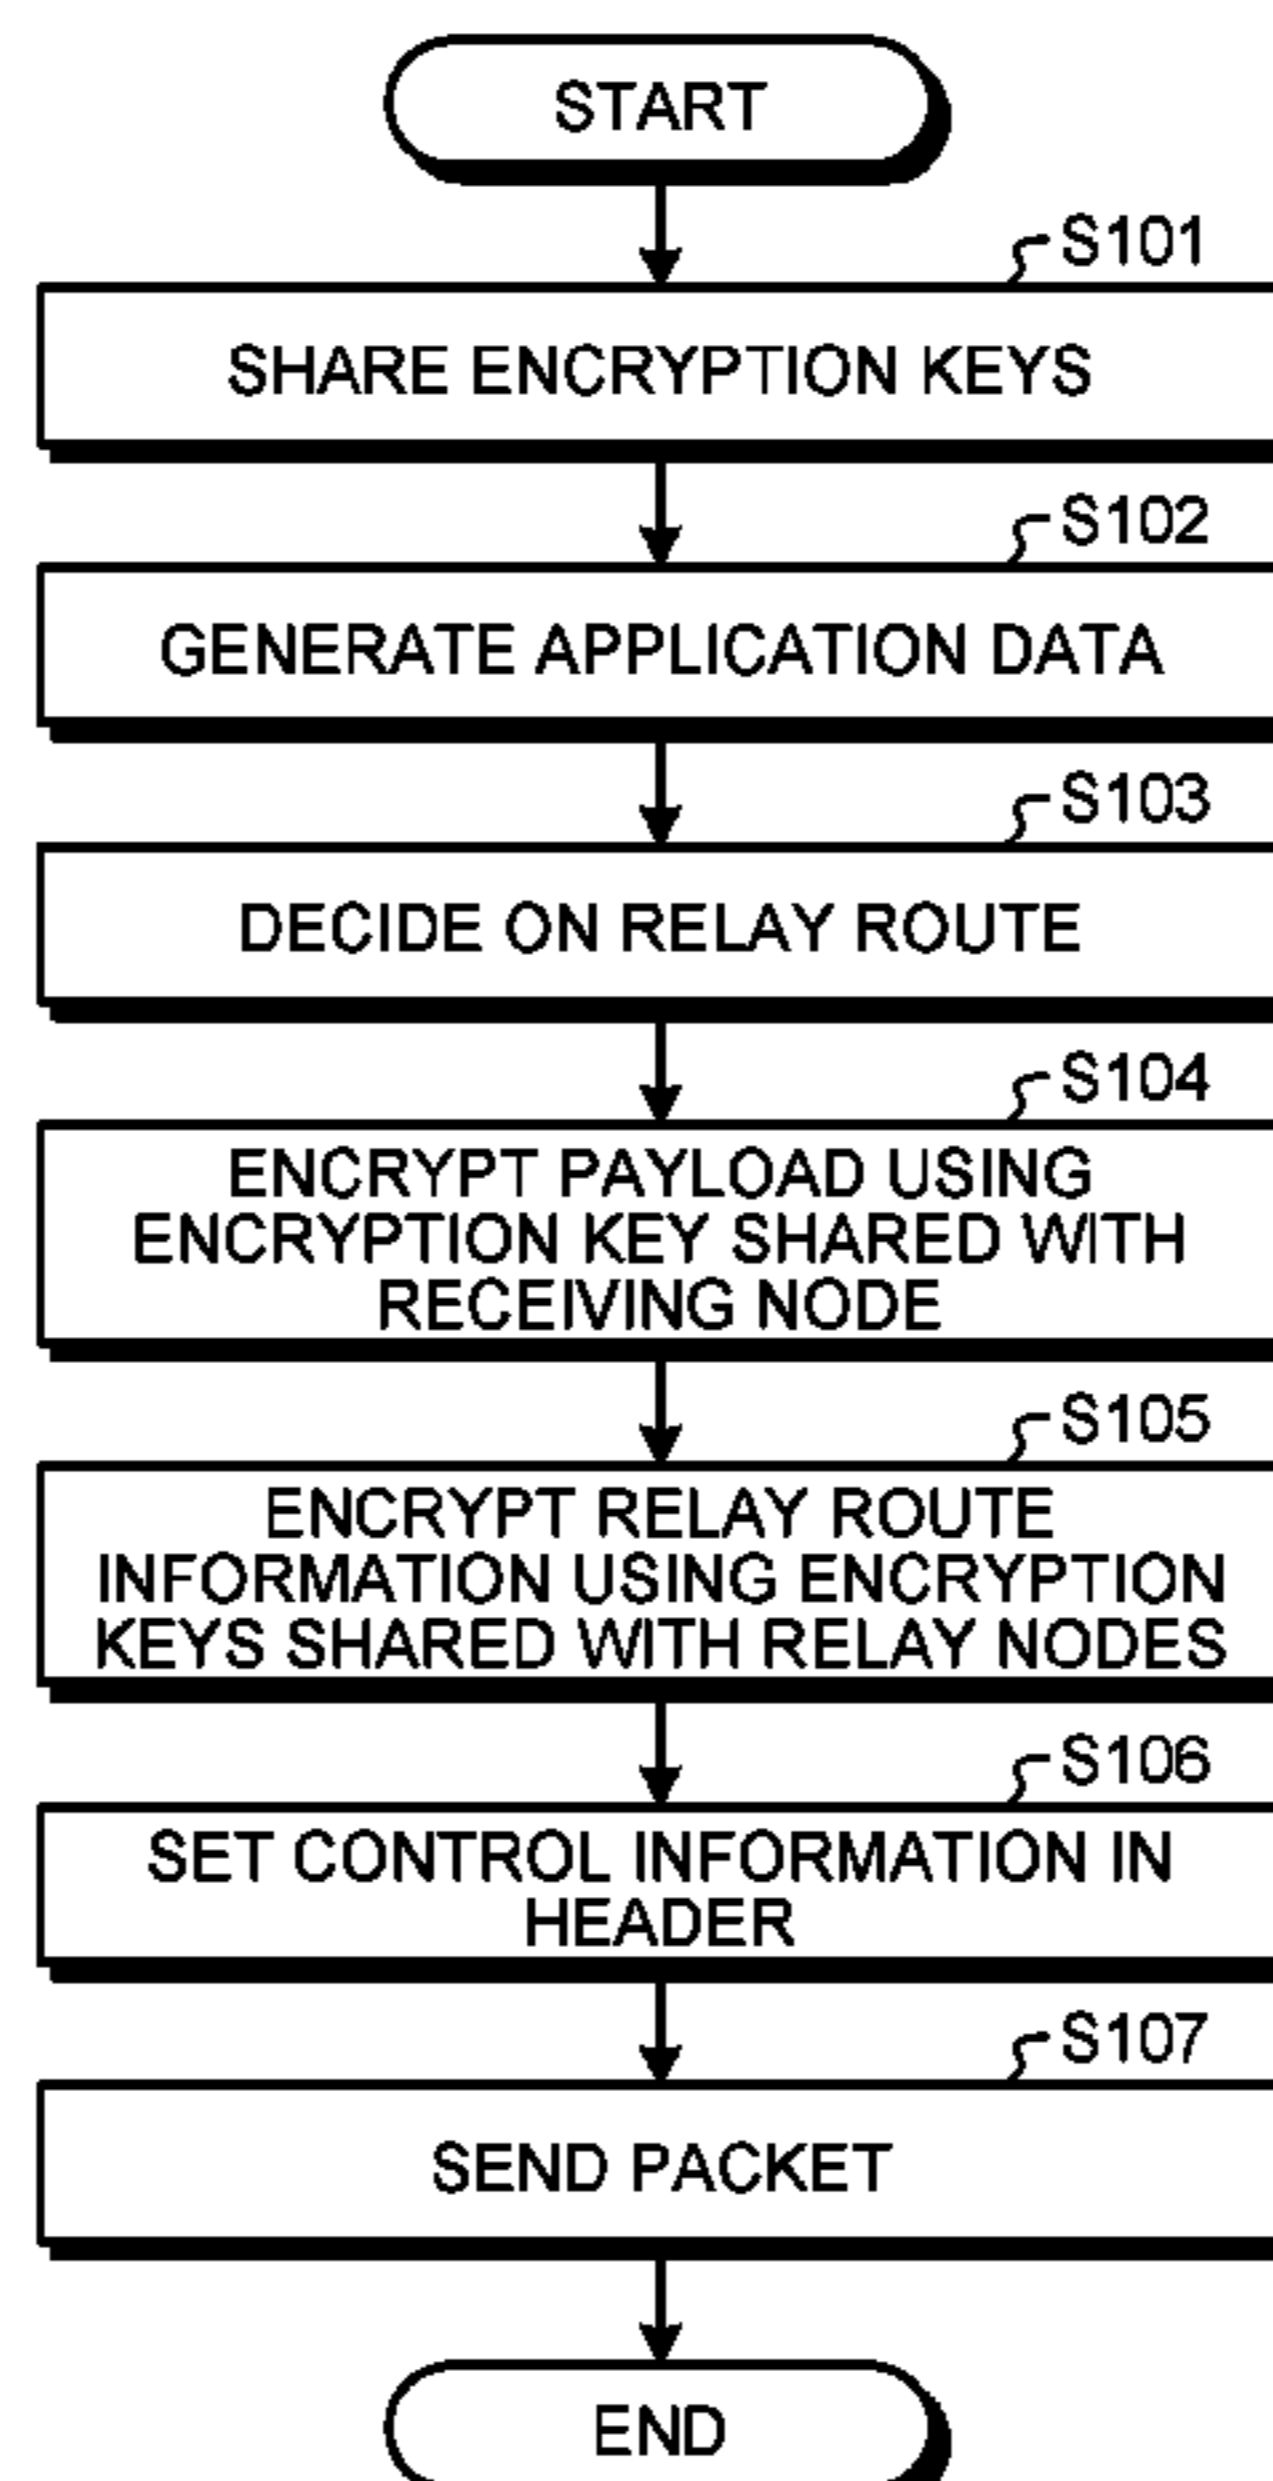 START
S101
SHARE ENCRYPTION KEYS
S102
GENERATE APPLICATION DATA
S103
DECIDE ON RELAY ROUTE
S104
ENCRYPT PAYLOAD USING
ENCRYPTION KEY SHARED WITH
RECEIVING NODE
S105
ENCRYPT RELAY ROUTE
INFORMATION USING ENCRYPTION
KEYS SHARED WITH RELAY NODES
S106
SET CONTROL INFORMATION IN
HEADER
S107
SEND PACKET
END